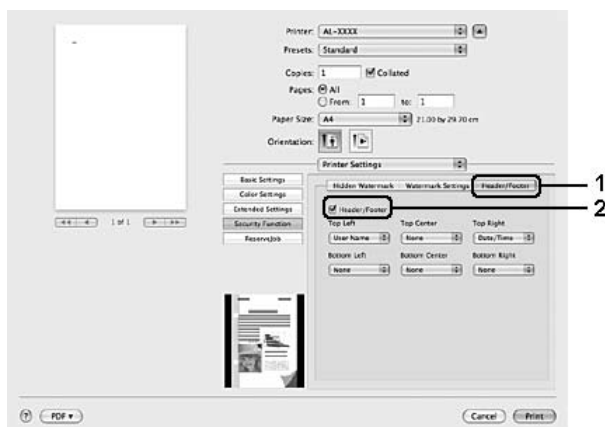 Printer: AL-XXXX
Presets: Standard
Copies: 1 Collated
Pages: All
From: 1 to: 1
Paper Size: A4 21.00 by 29.70 cm
Orientation:
Printer Settings
Basic Settings
Color Settings
Extended Settings
Security Function
ReserveJob
Hidden Watermark Watermark Settings Header/Footer 1
Header/Footer 2
Top Left Top Center Top Right
User Name None Date/Time
Bottom Left Bottom Center Bottom Right
None None None
1 of 1
? PDF Cancel Print